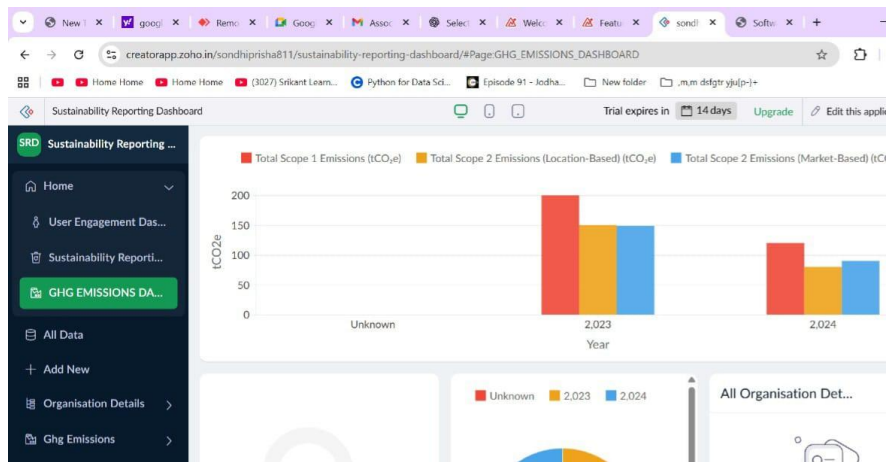 New T
googl
Remo
Goog
Assoc
Select
Welco
Featu
sondl
Softw
creatorapp.zoho.in/sondhiprisha811/sustainability-reporting-dashboard/#Page:GHG_EMISSIONS_DASHBOARD
Home Home
Home Home
(3027) Srikant Learn...
Python for Data Sci...
Episode 91 - Jodha...
New folder
,m,m dsfgtr yju[p-]+
Sustainability Reporting Dashboard
Trial expires in 14 days
Upgrade
Edit this applic
SRD Sustainability Reporting ...
Home
User Engagement Das...
Sustainability Reporti...
GHG EMISSIONS DA...
All Data
Add New
Organisation Details
Ghg Emissions
Total Scope 1 Emissions (tCO₂e) Total Scope 2 Emissions (Location-Based) (tCO₂e) Total Scope 2 Emissions (Market-Based) (tCO
200
150
100
50
0
tCO2e
Unknown 2,023 2,024
Year
Unknown 2,023 2,024
All Organisation Det...